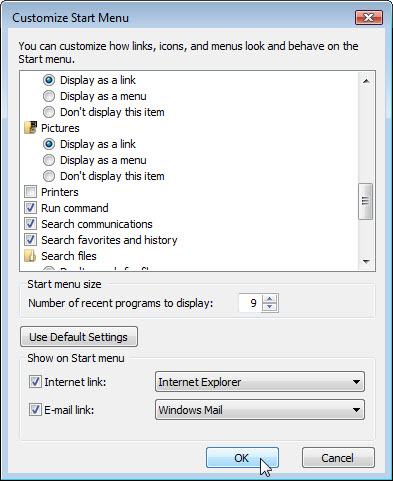 Customize Start Menu
You can customize how links, icons, and menus look and behave on the
Start menu.
Display as a link
Display as a menu
Don't display this item
Pictures
Display as a link
Display as a menu
Don't display this item
Printers
Run command
Search communications
Search favorites and history
Search files
Start menu size
Number of recent programs to display: 9
Use Default Settings
Show on Start menu
Internet link: Internet Explorer
E-mail link: Windows Mail
OK Cancel